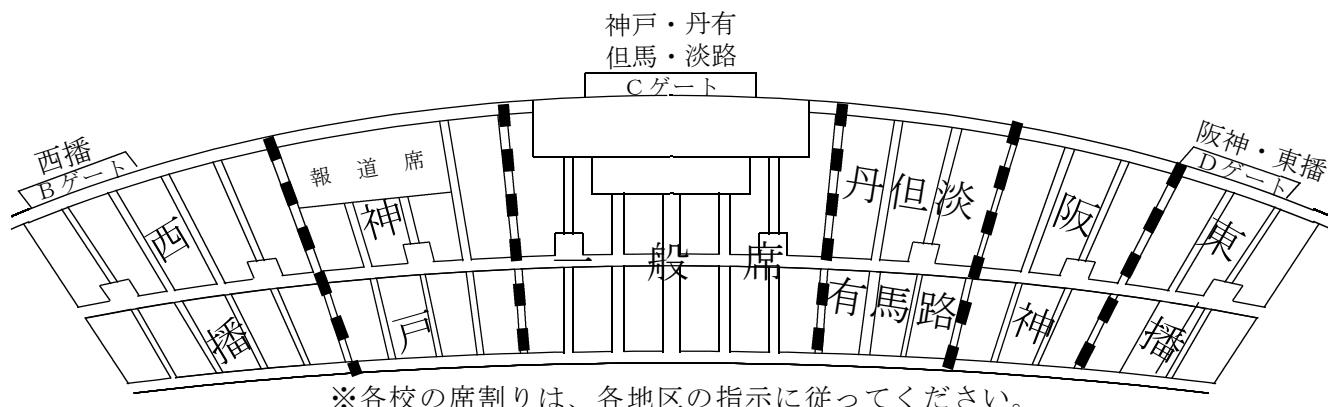 神戸・丹有
但馬・淡路
Cゲート
西播
Bゲート
阪神・東播
Dゲート
報道席
西播
神戸
一般席
丹有
但馬
淡路
阪神
東播
※各校の席割りは、各地区の指示に従ってください。